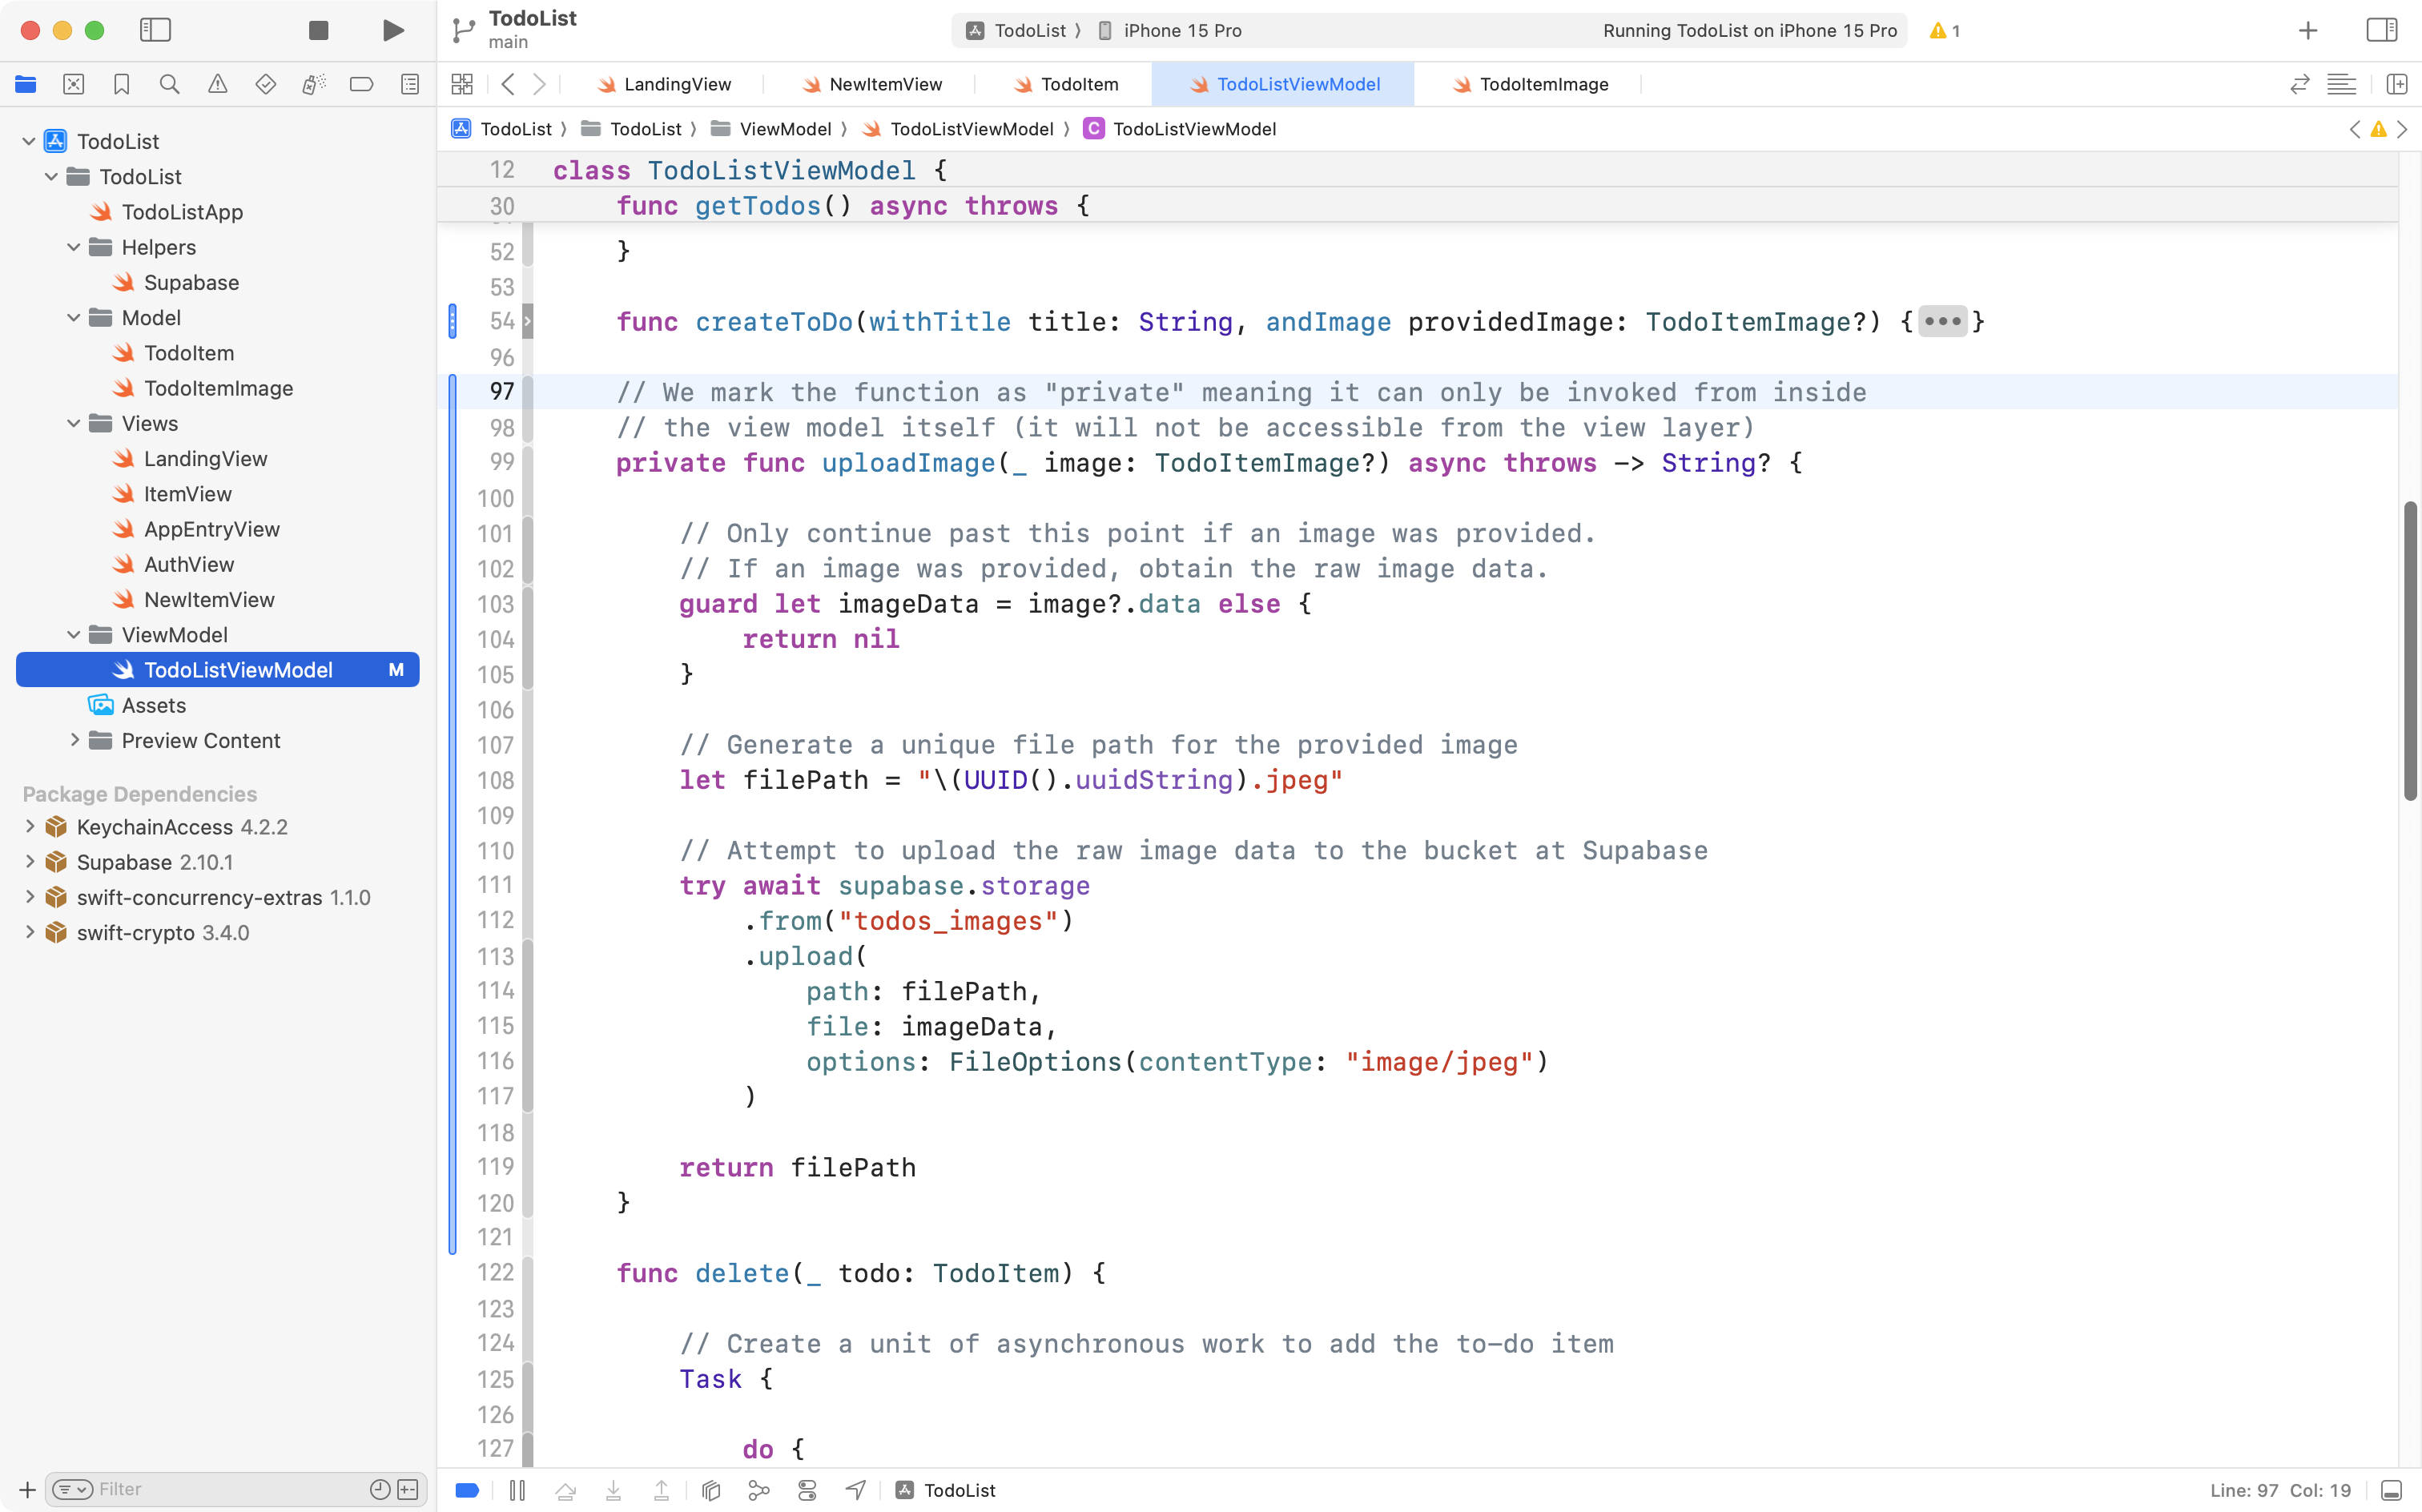 TodoList
main
TodoList 〉 iPhone 15 Pro
Running TodoList on iPhone 15 Pro
1
LandingView
NewItemView
TodoItem
TodoListViewModel
TodoItemImage
TodoList 〉 TodoList 〉 ViewModel 〉 TodoListViewModel 〉 C TodoListViewModel
TodoList
TodoList
TodoListApp
Helpers
Supabase
Model
TodoItem
TodoItemImage
Views
LandingView
ItemView
AppEntryView
AuthView
NewItemView
ViewModel
TodoListViewModel M
Assets
Preview Content
Package Dependencies
KeychainAccess 4.2.2
Supabase 2.10.1
swift-concurrency-extras 1.1.0
swift-crypto 3.4.0
Filter
12 class TodoListViewModel {
30 func getTodos() async throws {
52 }
53
54 func createToDo(withTitle title: String, andImage providedImage: TodoItemImage?) {•••}
96
97 // We mark the function as "private" meaning it can only be invoked from inside
98 // the view model itself (it will not be accessible from the view layer)
99 private func uploadImage(_ image: TodoItemImage?) async throws -> String? {
100
101 // Only continue past this point if an image was provided.
102 // If an image was provided, obtain the raw image data.
103 guard let imageData = image?.data else {
104 return nil
105 }
106
107 // Generate a unique file path for the provided image
108 let filePath = "\(UUID().uuidString).jpeg"
109
110 // Attempt to upload the raw image data to the bucket at Supabase
111 try await supabase.storage
112 .from("todos_images")
113 .upload(
114 path: filePath,
115 file: imageData,
116 options: FileOptions(contentType: "image/jpeg")
117 )
118
119 return filePath
120 }
121
122 func delete(_ todo: TodoItem) {
123
124 // Create a unit of asynchronous work to add the to-do item
125 Task {
126
127 do {
TodoList
Line: 97 Col: 19